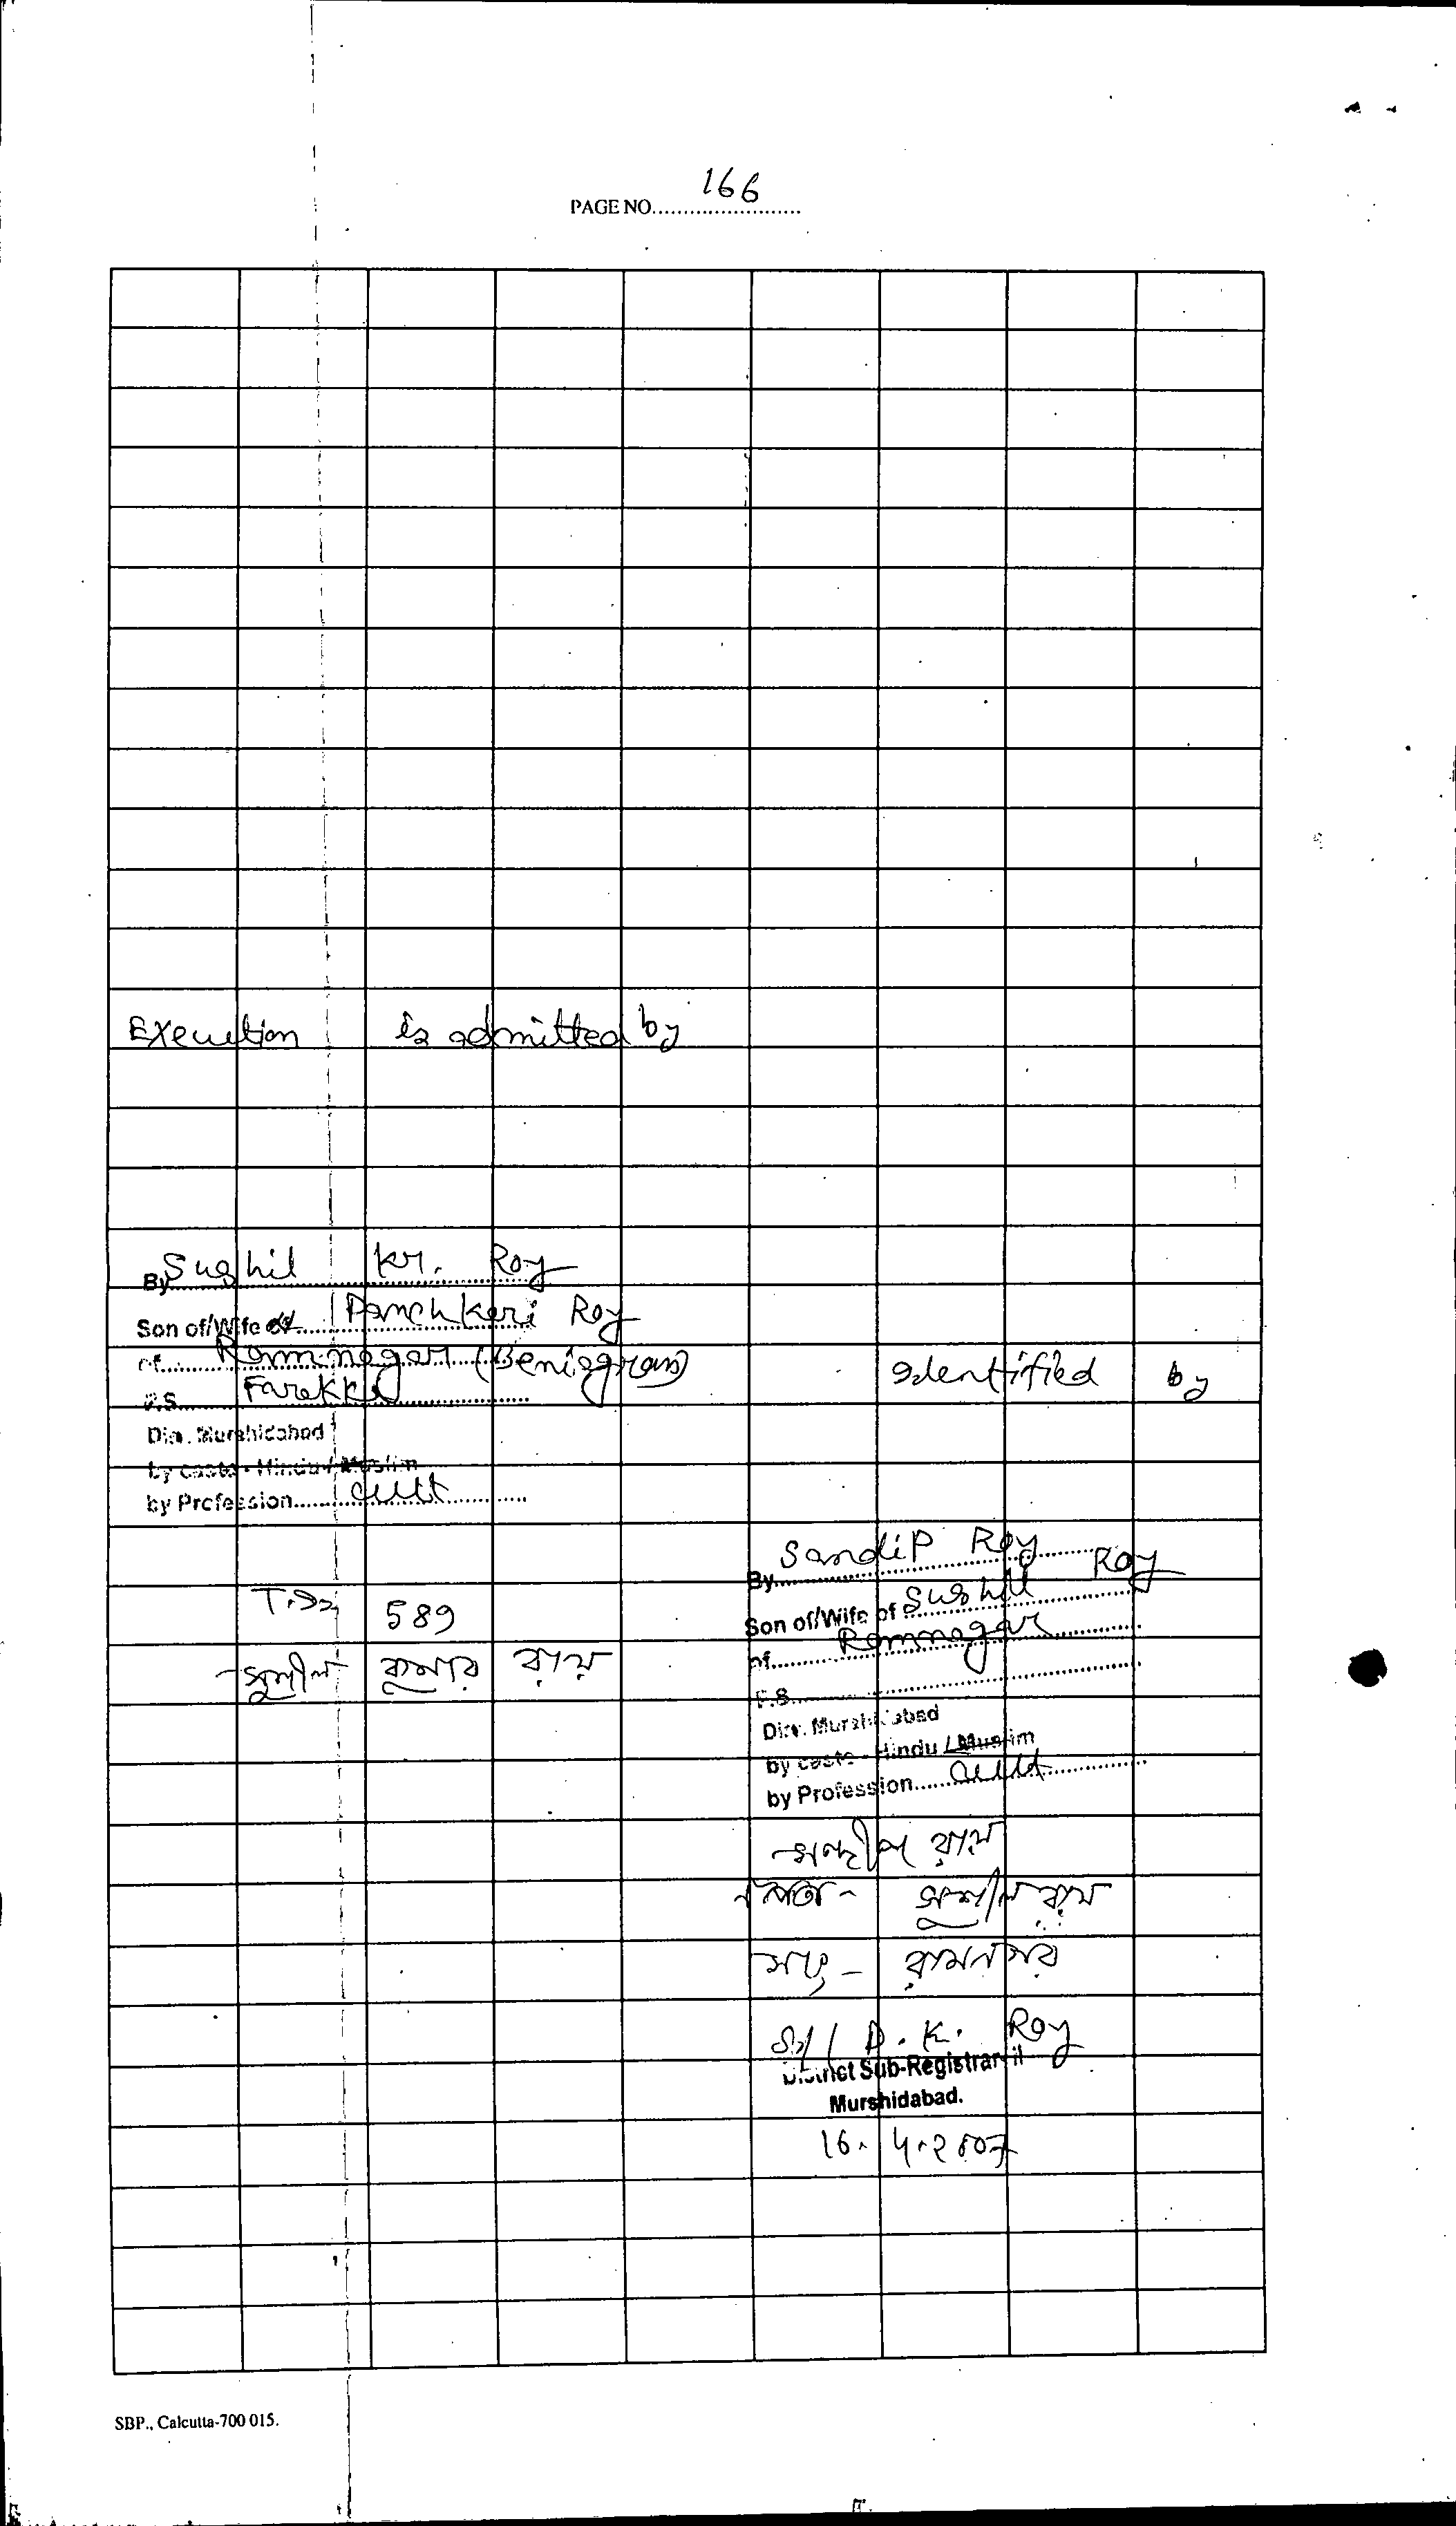 PAGE NO. 166
Execution is admitted by
By Sushil Kr. Roy
Son of/Wife of Panchkari Roy
of Ramnagar (Beniagram)
P.S. Farakka
Dist. Murshidabad
by caste - Hindu / Muslim
by Profession cult
Identified by
T.I. 589
সুশীল কুমার রায়
By Sandip Roy
Son of/Wife of Sushil Roy
of Ramnagar
P.S.
Dist. Murshidabad
by caste - Hindu / Muslim
by Profession cult
সন্দীপ রায়
পিতা - সুশীল রায়
সাং - রামনগর
Sd/ D. K. Roy
District Sub-Registrar-II
Murshidabad.
16.4.2007
SBP., Calcutta-700 015.